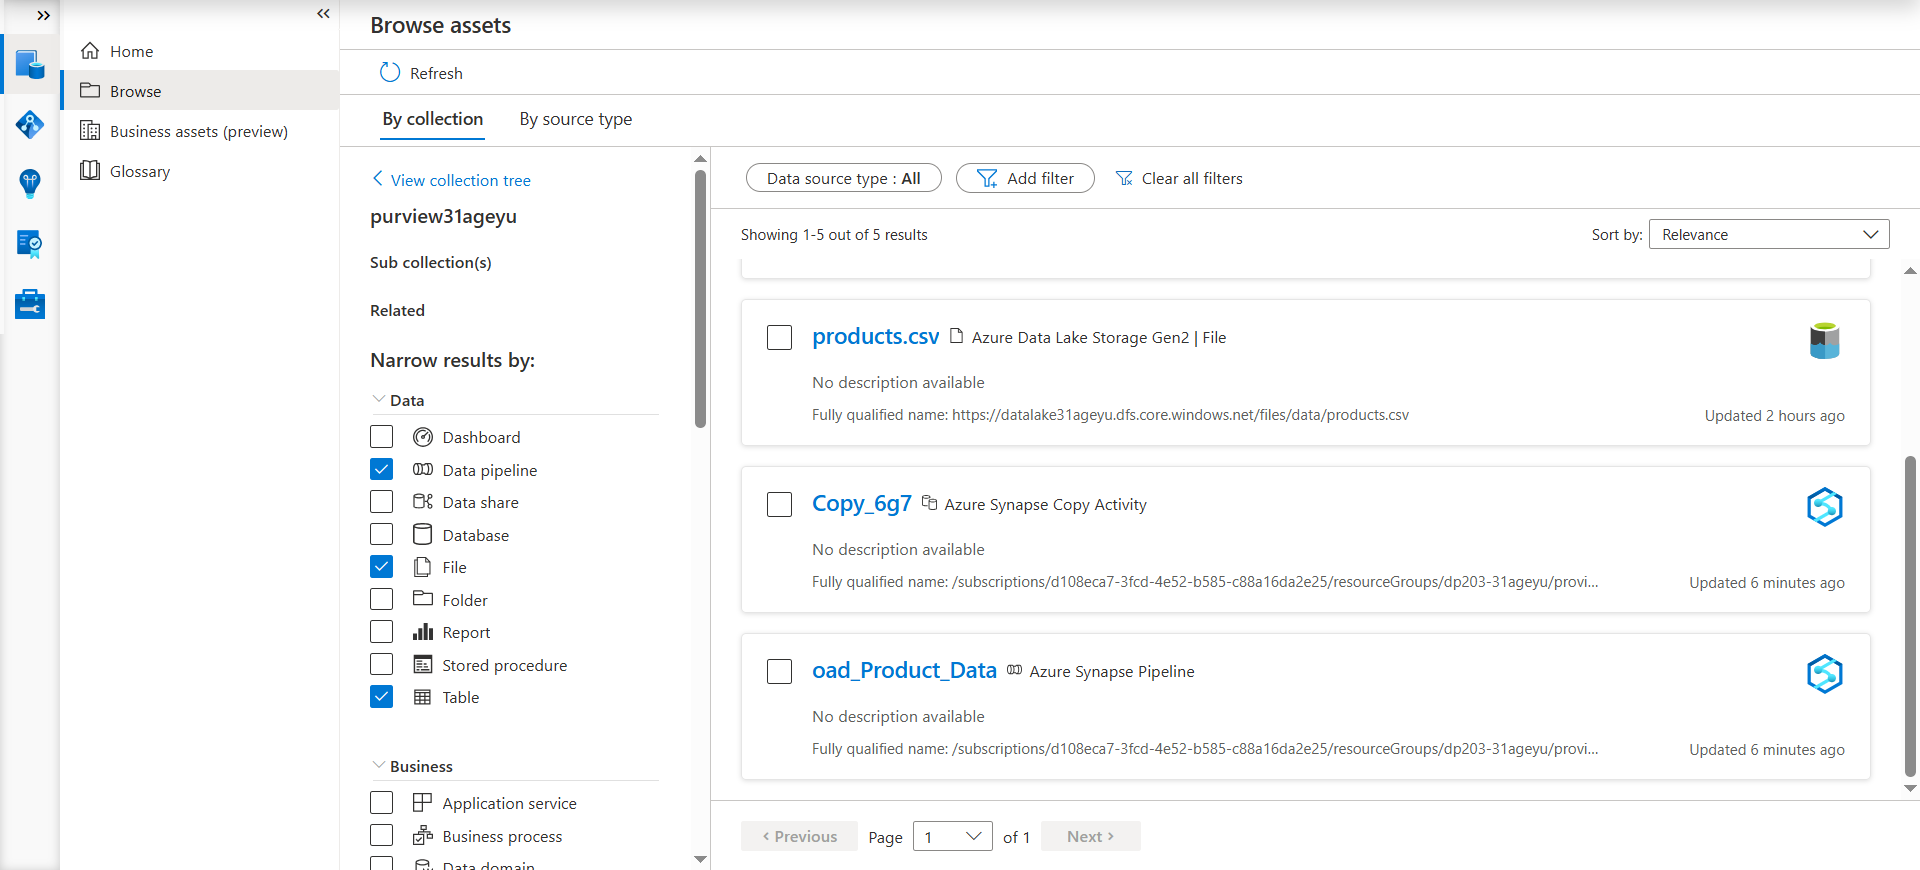 Home
Browse
Business assets (preview)
Glossary
Browse assets
Refresh
By collection
By source type
View collection tree
purview31ageyu
Sub collection(s)
Related
Narrow results by:
Data
Dashboard
Data pipeline
Data share
Database
File
Folder
Report
Stored procedure
Table
Business
Application service
Business process
Data domain
Data source type : All
Add filter
Clear all filters
Showing 1-5 out of 5 results
Sort by:
Relevance
products.csv Azure Data Lake Storage Gen2 | File
No description available
Fully qualified name: https://datalake31ageyu.dfs.core.windows.net/files/data/products.csv
Updated 2 hours ago
Copy_6g7 Azure Synapse Copy Activity
No description available
Fully qualified name: /subscriptions/d108eca7-3fcd-4e52-b585-c88a16da2e25/resourceGroups/dp203-31ageyu/provi...
Updated 6 minutes ago
oad_Product_Data Azure Synapse Pipeline
No description available
Fully qualified name: /subscriptions/d108eca7-3fcd-4e52-b585-c88a16da2e25/resourceGroups/dp203-31ageyu/provi...
Updated 6 minutes ago
< Previous Page 1 of 1 Next >